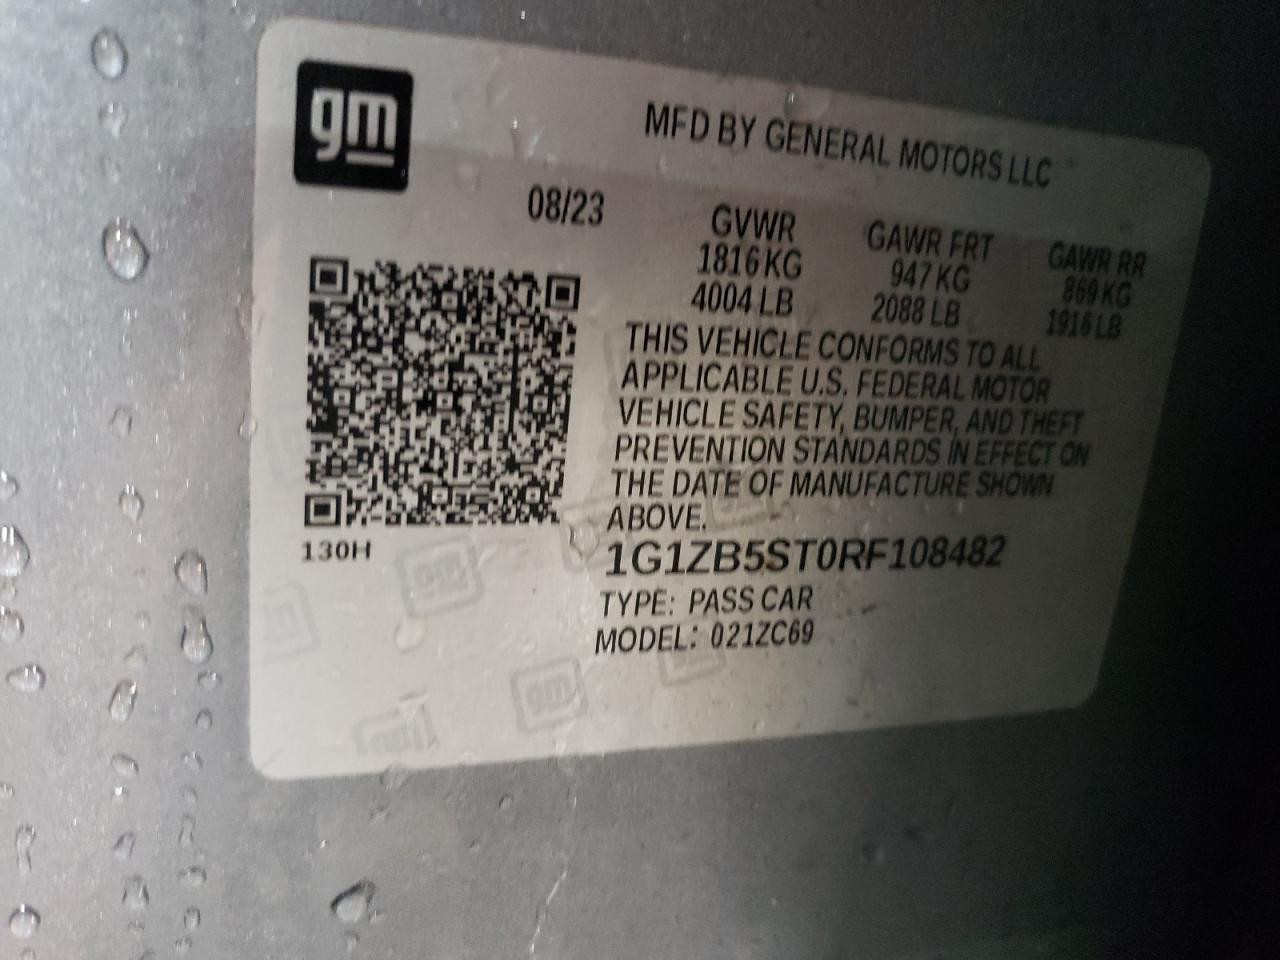 gm
MFD BY GENERAL MOTORS LLC
08/23
GVWR GAWR FRT GAWR RR
1816 KG 947 KG 869 KG
4004 LB 2088 LB 1916 LB
THIS VEHICLE CONFORMS TO ALL
APPLICABLE U.S. FEDERAL MOTOR
VEHICLE SAFETY, BUMPER, AND THEFT
PREVENTION STANDARDS IN EFFECT ON
THE DATE OF MANUFACTURE SHOWN
ABOVE.
130H
1G1ZB5ST0RF108482
TYPE: PASS CAR
MODEL: 021ZC69
gm
gm